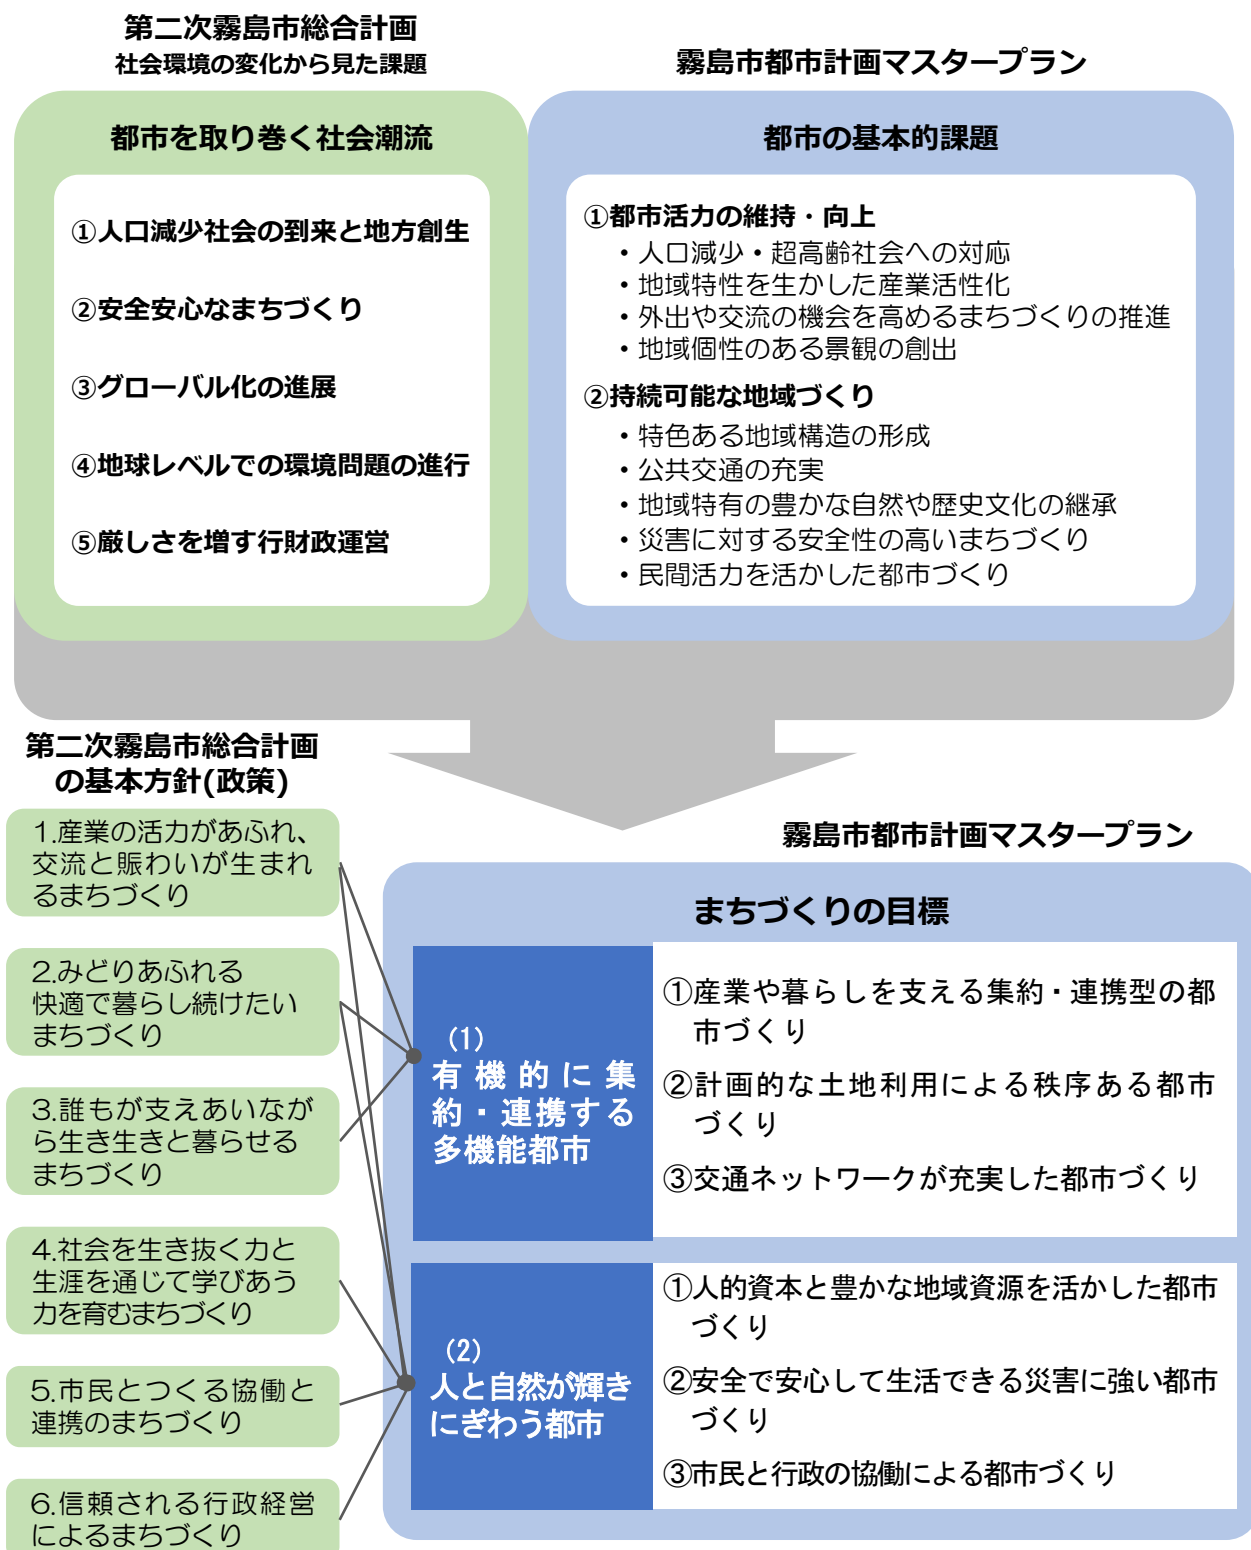 第二次霧島市総合計画
社会環境の変化から見た課題
霧島市都市計画マスタープラン
都市を取り巻く社会潮流
①人口減少社会の到来と地方創生
②安全安心なまちづくり
③グローバル化の進展
④地球レベルでの環境問題の進行
⑤厳しさを増す行財政運営
都市の基本的課題
①都市活力の維持・向上
・人口減少・超高齢社会への対応
・地域特性を生かした産業活性化
・外出や交流の機会を高めるまちづくりの推進
・地域個性のある景観の創出
②持続可能な地域づくり
・特色ある地域構造の形成
・公共交通の充実
・地域特有の豊かな自然や歴史文化の継承
・災害に対する安全性の高いまちづくり
・民間活力を活かした都市づくり
第二次霧島市総合計画
の基本方針(政策)
1.産業の活力があふれ、
交流と賑わいが生まれ
るまちづくり
2.みどりあふれる
快適で暮らし続けたい
まちづくり
3.誰もが支えあいなが
ら生き生きと暮らせる
まちづくり
4.社会を生き抜く力と
生涯を通じて学びあう
力を育むまちづくり
5.市民とつくる協働と
連携のまちづくり
6.信頼される行政経営
によるまちづくり
霧島市都市計画マスタープラン
まちづくりの目標
(1)
有機的に集
約・連携する
多機能都市
①産業や暮らしを支える集約・連携型の都
市づくり
②計画的な土地利用による秩序ある都市
づくり
③交通ネットワークが充実した都市づくり
(2)
人と自然が輝き
にぎわう都市
①人的資本と豊かな地域資源を活かした都市
づくり
②安全で安心して生活できる災害に強い都市
づくり
③市民と行政の協働による都市づくり